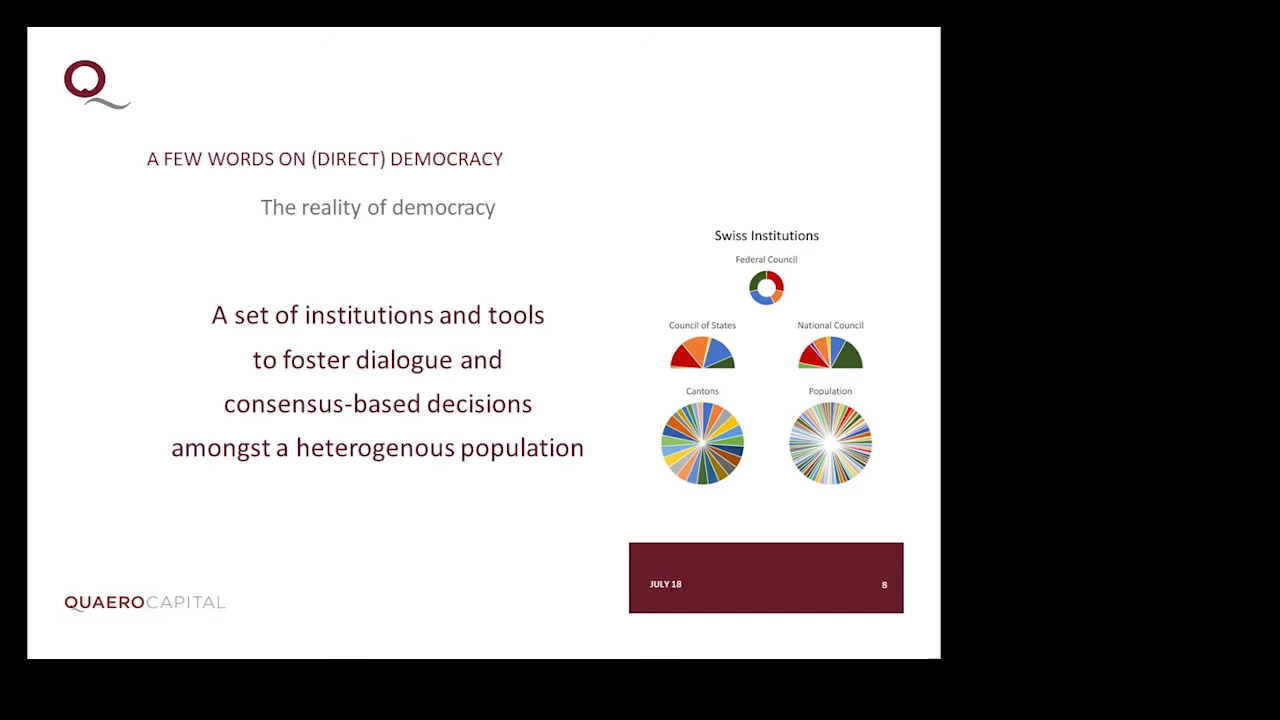 A FEW WORDS ON (DIRECT) DEMOCRACY
The reality of democracy
A set of institutions and tools
to foster dialogue and
consensus-based decisions
amongst a heterogenous population
Swiss Institutions
Federal Council
Council of States
National Council
Cantons
Population
JULY 18
8
QUAEROCAPITAL